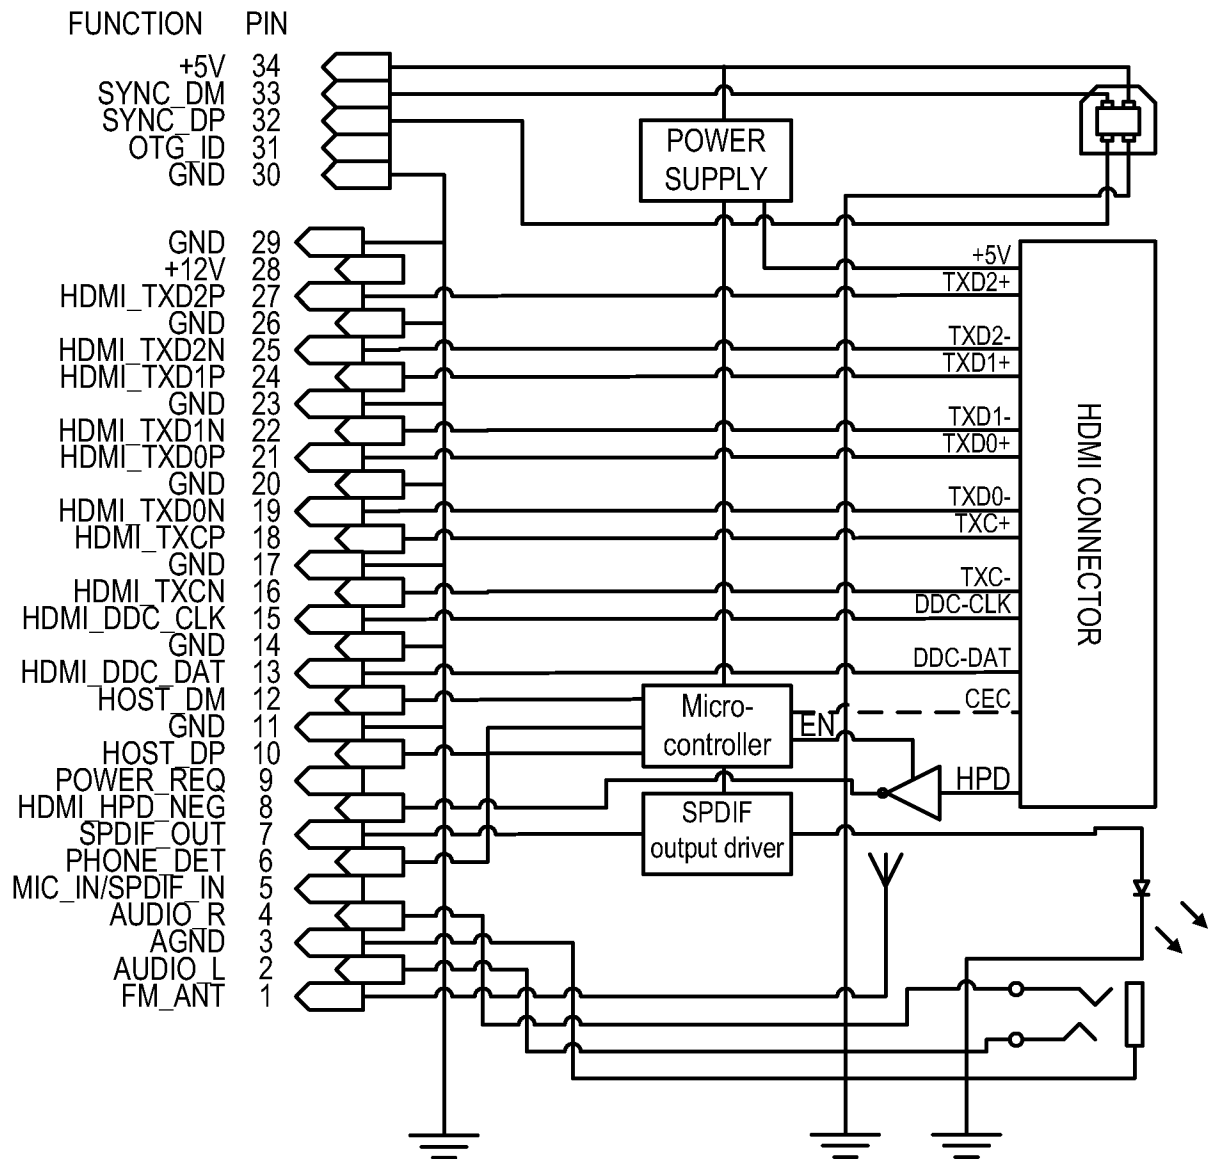 FUNCTION PIN
+5V 34
SYNC_DM 33
SYNC_DP 32
OTG_ID 31
GND 30
POWER
SUPPLY
GND 29
+12V 28
HDMI_TXD2P 27
GND 26
HDMI_TXD2N 25
HDMI_TXD1P 24
GND 23
HDMI_TXD1N 22
HDMI_TXD0P 21
GND 20
HDMI_TXD0N 19
HDMI_TXCP 18
GND 17
HDMI_TXCN 16
HDMI_DDC_CLK 15
GND 14
HDMI_DDC_DAT 13
HOST_DM 12
GND 11
HOST_DP 10
POWER_REQ 9
HDMI_HPD_NEG 8
SPDIF_OUT 7
PHONE_DET 6
MIC_IN/SPDIF_IN 5
AUDIO_R 4
AGND 3
AUDIO_L 2
FM_ANT 1
+5V
TXD2+
TXD2-
TXD1+
TXD1-
TXD0+
TXD0-
TXC+
TXC-
DDC-CLK
DDC-DAT
CEC
HPD
HDMI CONNECTOR
Micro-
controller
EN
SPDIF
output driver